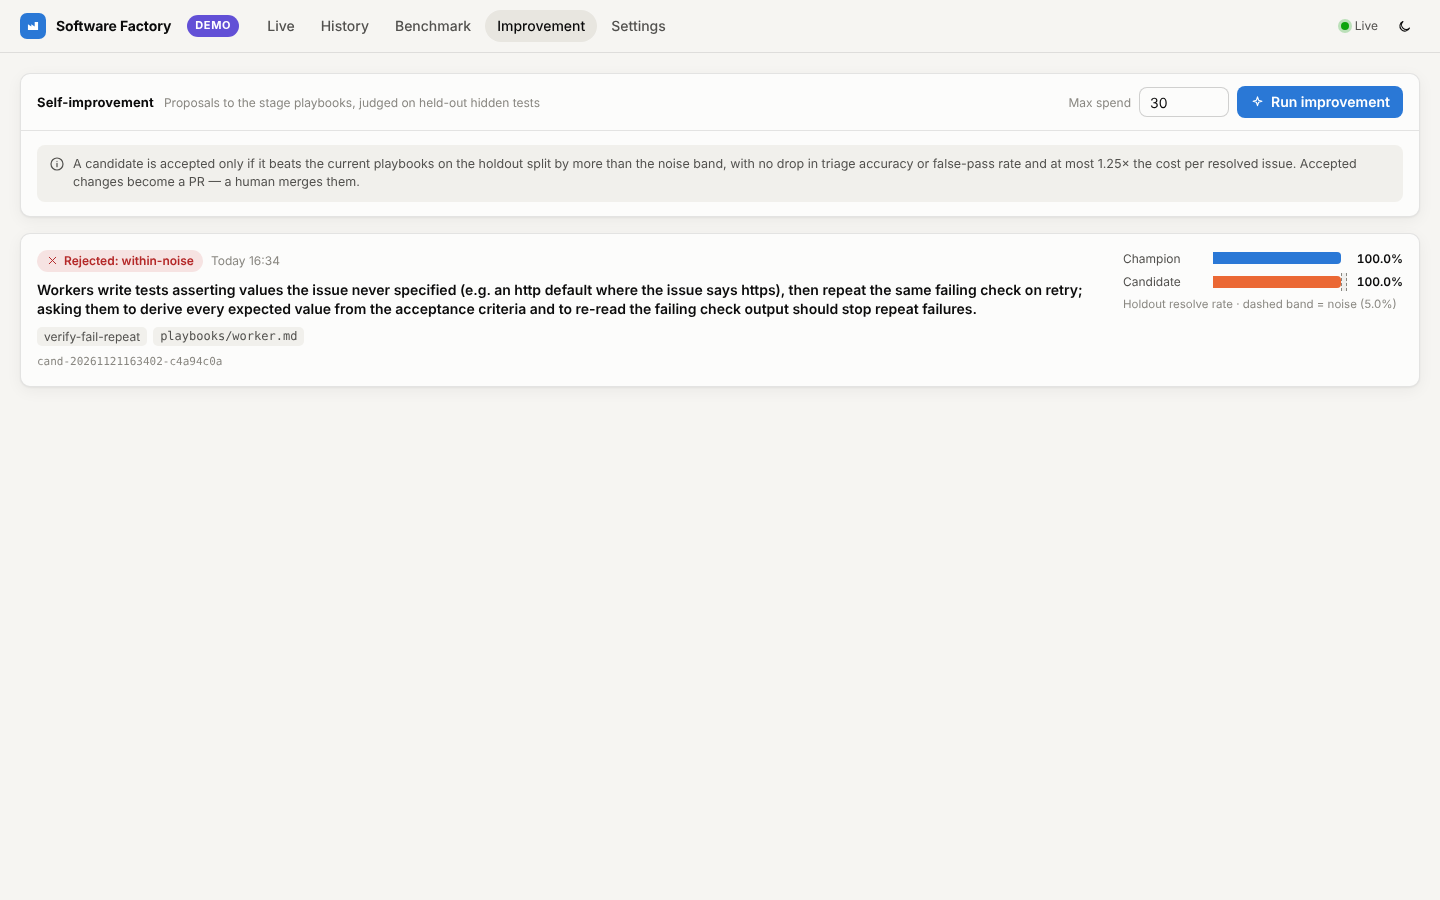 Software Factory DEMO Live History Benchmark Improvement Settings Live
Self-improvement Proposals to the stage playbooks, judged on held-out hidden tests Max spend 30 Run improvement
A candidate is accepted only if it beats the current playbooks on the holdout split by more than the noise band, with no drop in triage accuracy or false-pass rate and at most 1.25× the cost per resolved issue. Accepted
changes become a PR — a human merges them.
Rejected: within-noise Today 16:34
Workers write tests asserting values the issue never specified (e.g. an http default where the issue says https), then repeat the same failing check on retry;
asking them to derive every expected value from the acceptance criteria and to re-read the failing check output should stop repeat failures.
verify-fail-repeat playbooks/worker.md
cand-20261121163402-c4a94c0a
Champion 100.0%
Candidate 100.0%
Holdout resolve rate · dashed band = noise (5.0%)